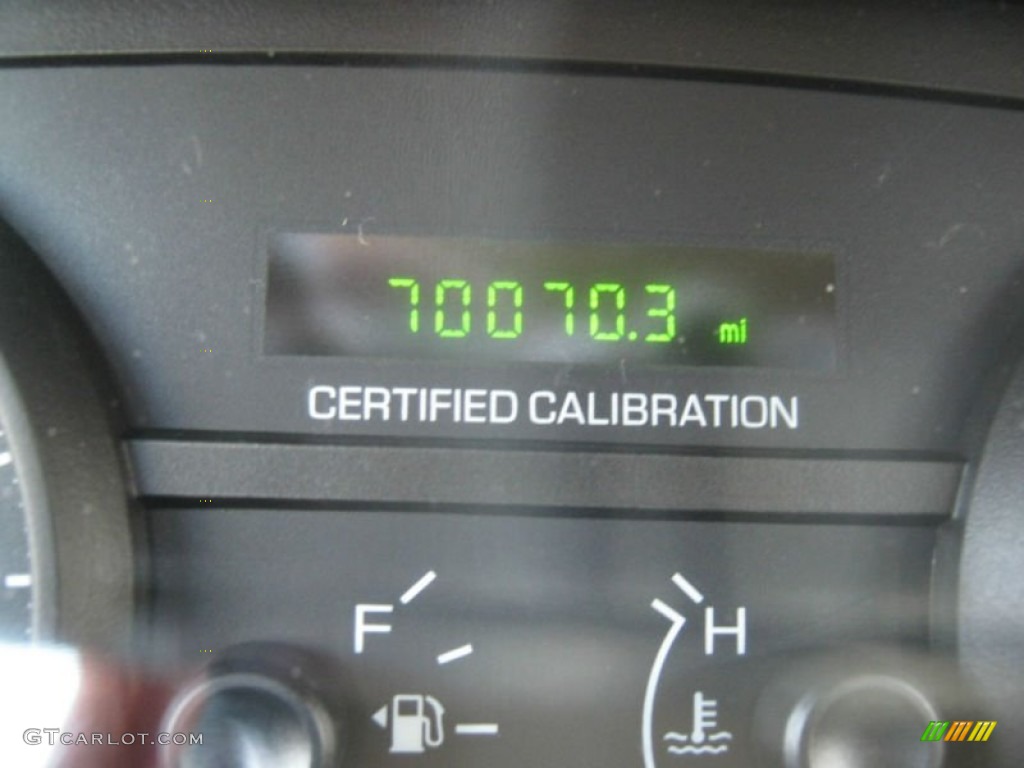 70070.3 mi
CERTIFIED CALIBRATION
F H
GTCARLOT.COM